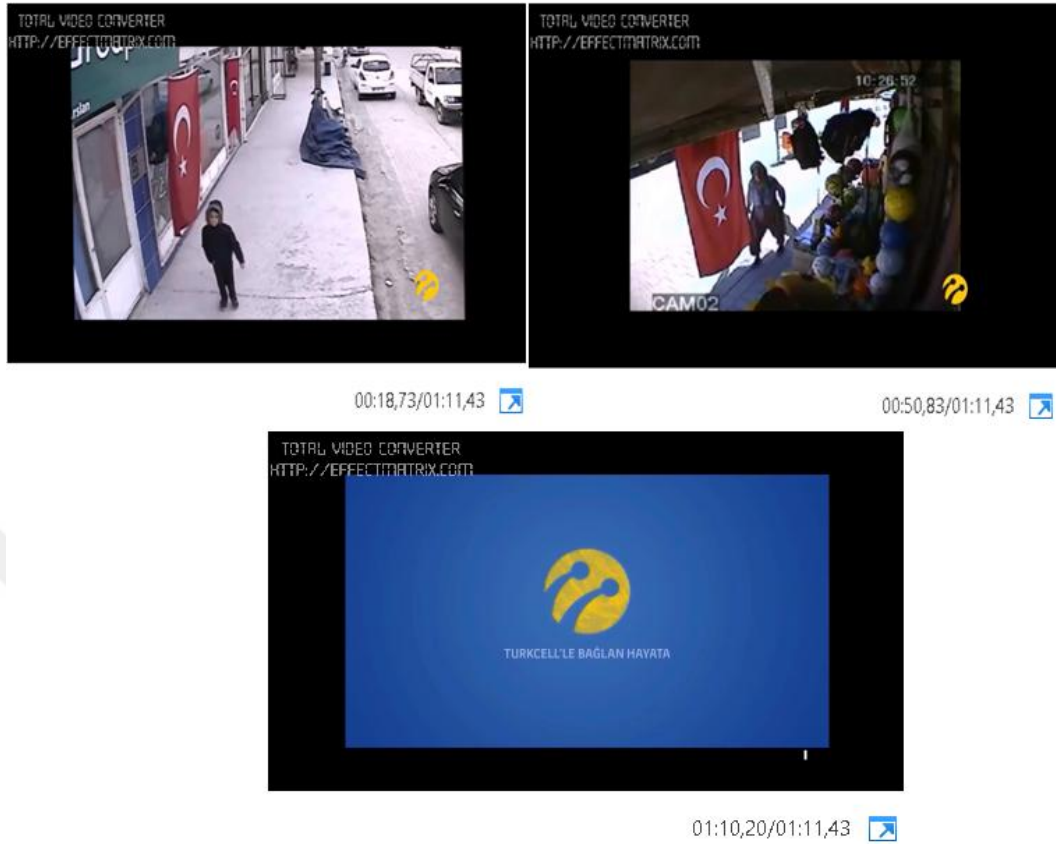 TOTAL VIDEO CONVERTER
HTTP://EFFECTMATRIX.COM
rslan
TOTAL VIDEO CONVERTER
HTTP://EFFECTMATRIX.COM
10:26:52
CAM02
00:18,73/01:11,43
00:50,83/01:11,43
TOTAL VIDEO CONVERTER
HTTP://EFFECTMATRIX.COM
TURKCELL'LE BAĞLAN HAYATA
01:10,20/01:11,43